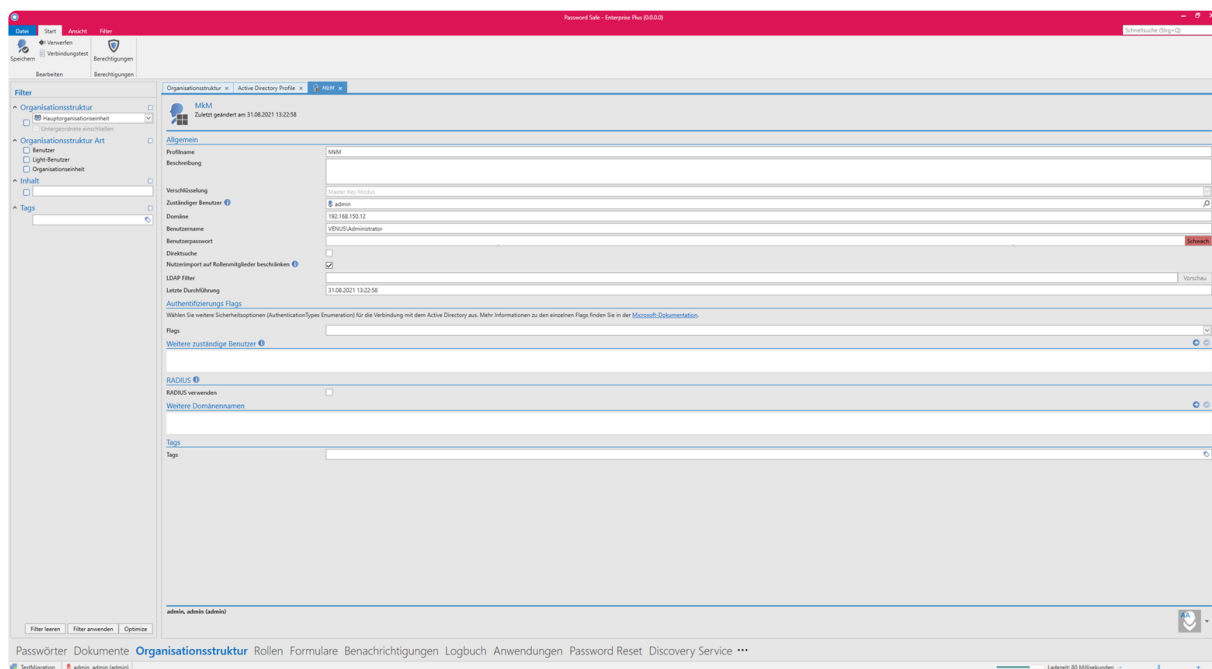 Password Safe - Enterprise Plus (0.0.0.0)
Datei Start Ansicht Filter
Schnellsuche (Strg+Q)
Speichern
Verwerfen
Verbindungstest
Berechtigungen
Bearbeiten
Berechtigungen
Filter
Organisationsstruktur
Hauptorganisationseinheit
Untergeordnete einschließen
Organisationsstruktur Art
Benutzer
Light-Benutzer
Organisationseinheit
Inhalt
Tags
Filter leeren Filter anwenden Optimize
Organisationsstruktur x Active Directory Profile x MkM x
MkM
Zuletzt geändert am 31.08.2021 13:22:58
Allgemein
Profilname MkM
Beschreibung
Verschlüsselung Master Key Modus
Zuständiger Benutzer admin
Domäne 192.168.150.12
Benutzername VENUS\Administrator
Benutzerpasswort Schwach
Direktsuche
Nutzerimport auf Rollenmitglieder beschränken
LDAP Filter Vorschau
Letzte Durchführung 31.08.2021 13:22:58
Authentifizierungs Flags
Wählen Sie weitere Sicherheitsoptionen (AuthenticationTypes Enumeration) für die Verbindung mit dem Active Directory aus. Mehr Informationen zu den einzelnen Flags finden Sie in der Microsoft-Dokumentation.
Flags
Weitere zuständige Benutzer
RADIUS
RADIUS verwenden
Weitere Domänennamen
Tags
Tags
admin, admin (admin)
AA
Passwörter Dokumente Organisationsstruktur Rollen Formulare Benachrichtigungen Logbuch Anwendungen Password Reset Discovery Service •••
TestMigration admin, admin (admin) Ladezeit: 80 Millisekunden